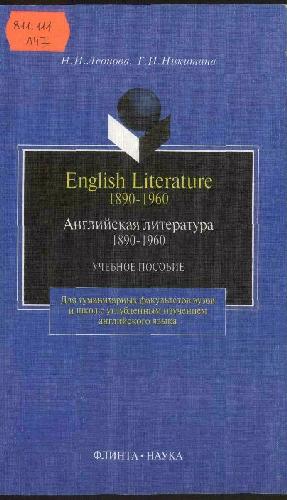 811.111
Л47
Н.И.Леонова, Г.И.Никитина
English Literature
1890-1960
Английская литература
1890-1960
УЧЕБНОЕ ПОСОБИЕ
Для гуманитарных факультетов вузов
и школ с углубленным изучением
английского языка
ФЛИНТА • НАУКА